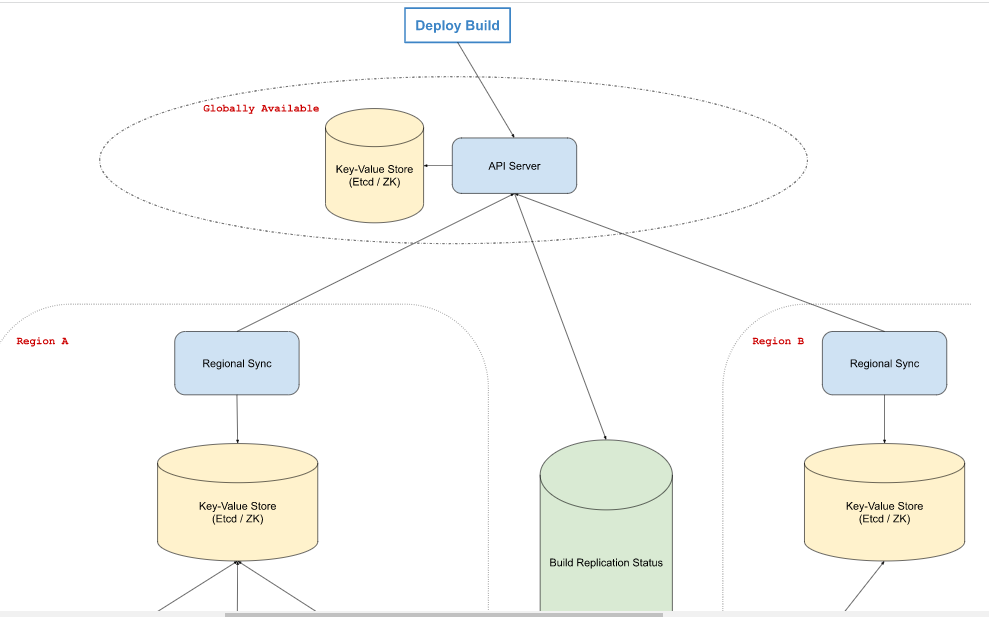 Deploy Build
Globally Available
Key-Value Store
(Etcd / ZK)
API Server
Region A
Regional Sync
Region B
Regional Sync
Key-Value Store
(Etcd / ZK)
Key-Value Store
(Etcd / ZK)
Build Replication Status